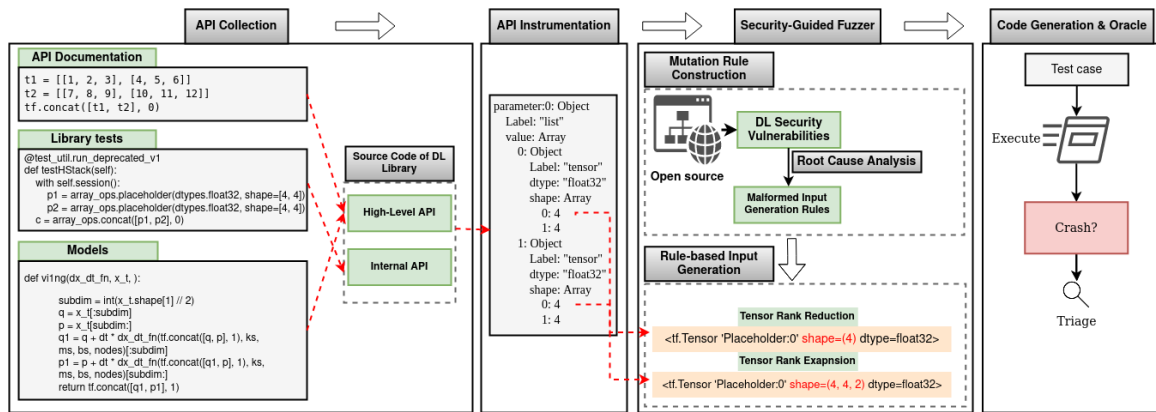 API Collection
API Instrumentation
Security-Guided Fuzzer
Code Generation & Oracle
API Documentation
t1 = [[1, 2, 3], [4, 5, 6]]
t2 = [[7, 8, 9], [10, 11, 12]]
tf.concat([t1, t2], 0)
Library tests
@test_util.run_deprecated_v1
def testHStack(self):
with self.session():
p1 = array_ops.placeholder(dtypes.float32, shape=[4, 4])
p2 = array_ops.placeholder(dtypes.float32, shape=[4, 4])
c = array_ops.concat([p1, p2], 0)
Models
def vi1ng(dx_dt_fn, x_t, ):
subdim = int(x_t.shape[1] // 2)
q = x_t[:subdim]
p = x_t[subdim:]
q1 = q + dt * dx_dt_fn(tf.concat([q, p], 1), ks,
ms, bs, nodes)[:subdim]
p1 = p + dt * dx_dt_fn(tf.concat([q1, p], 1), ks,
ms, bs, nodes)[subdim:]
return tf.concat([q1, p1], 1)
Source Code of DL
Library
High-Level API
Internal API
parameter:0: Object
Label: "list"
value: Array
0: Object
Label: "tensor"
dtype: "float32"
shape: Array
0: 4
1: 4
1: Object
Label: "tensor"
dtype: "float32"
shape: Array
0: 4
1: 4
Mutation Rule
Construction
Open source
DL Security
Vulnerabilities
Root Cause Analysis
Malformed Input
Generation Rules
Rule-based Input
Generation
Tensor Rank Reduction
<tf.Tensor 'Placeholder:0' shape=(4) dtype=float32>
Tensor Rank Exapnsion
<tf.Tensor 'Placeholder:0' shape=(4, 4, 2) dtype=float32>
Test case
Execute
Crash?
Triage